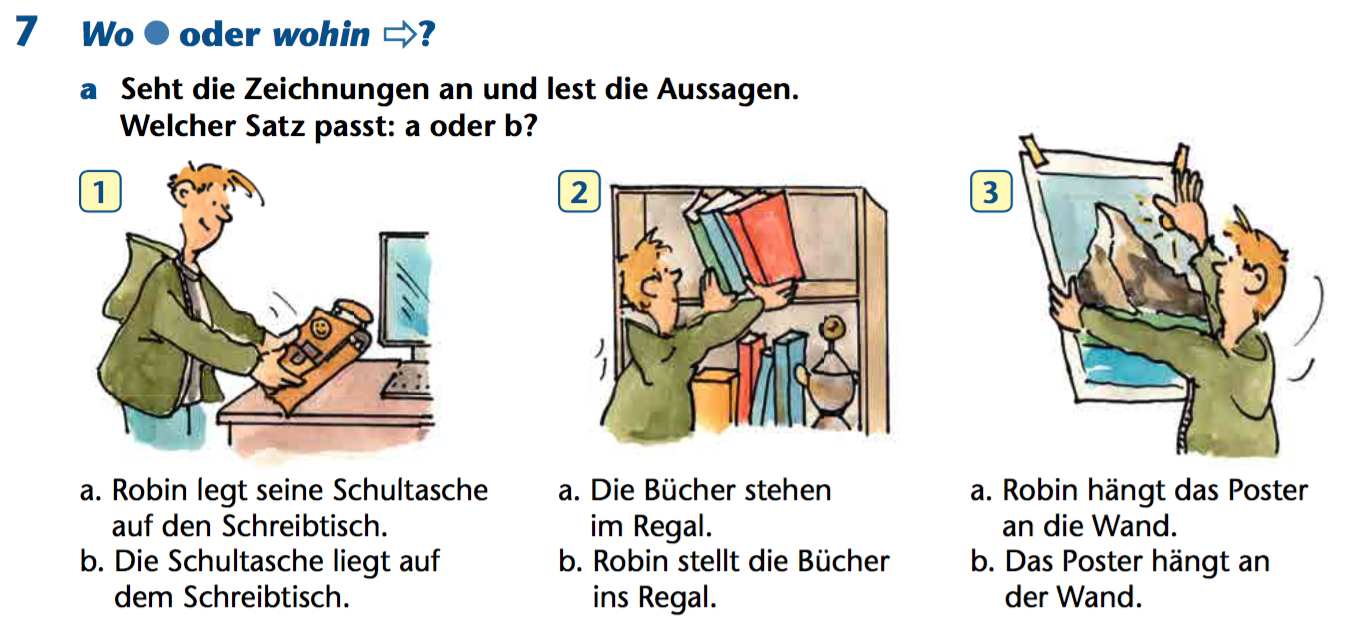 7 Wo ● oder wohin ⇨?
a Seht die Zeichnungen an und lest die Aussagen.
Welcher Satz passt: a oder b?
1
a. Robin legt seine Schultasche
auf den Schreibtisch.
b. Die Schultasche liegt auf
dem Schreibtisch.
2
a. Die Bücher stehen
im Regal.
b. Robin stellt die Bücher
ins Regal.
3
a. Robin hängt das Poster
an die Wand.
b. Das Poster hängt an
der Wand.